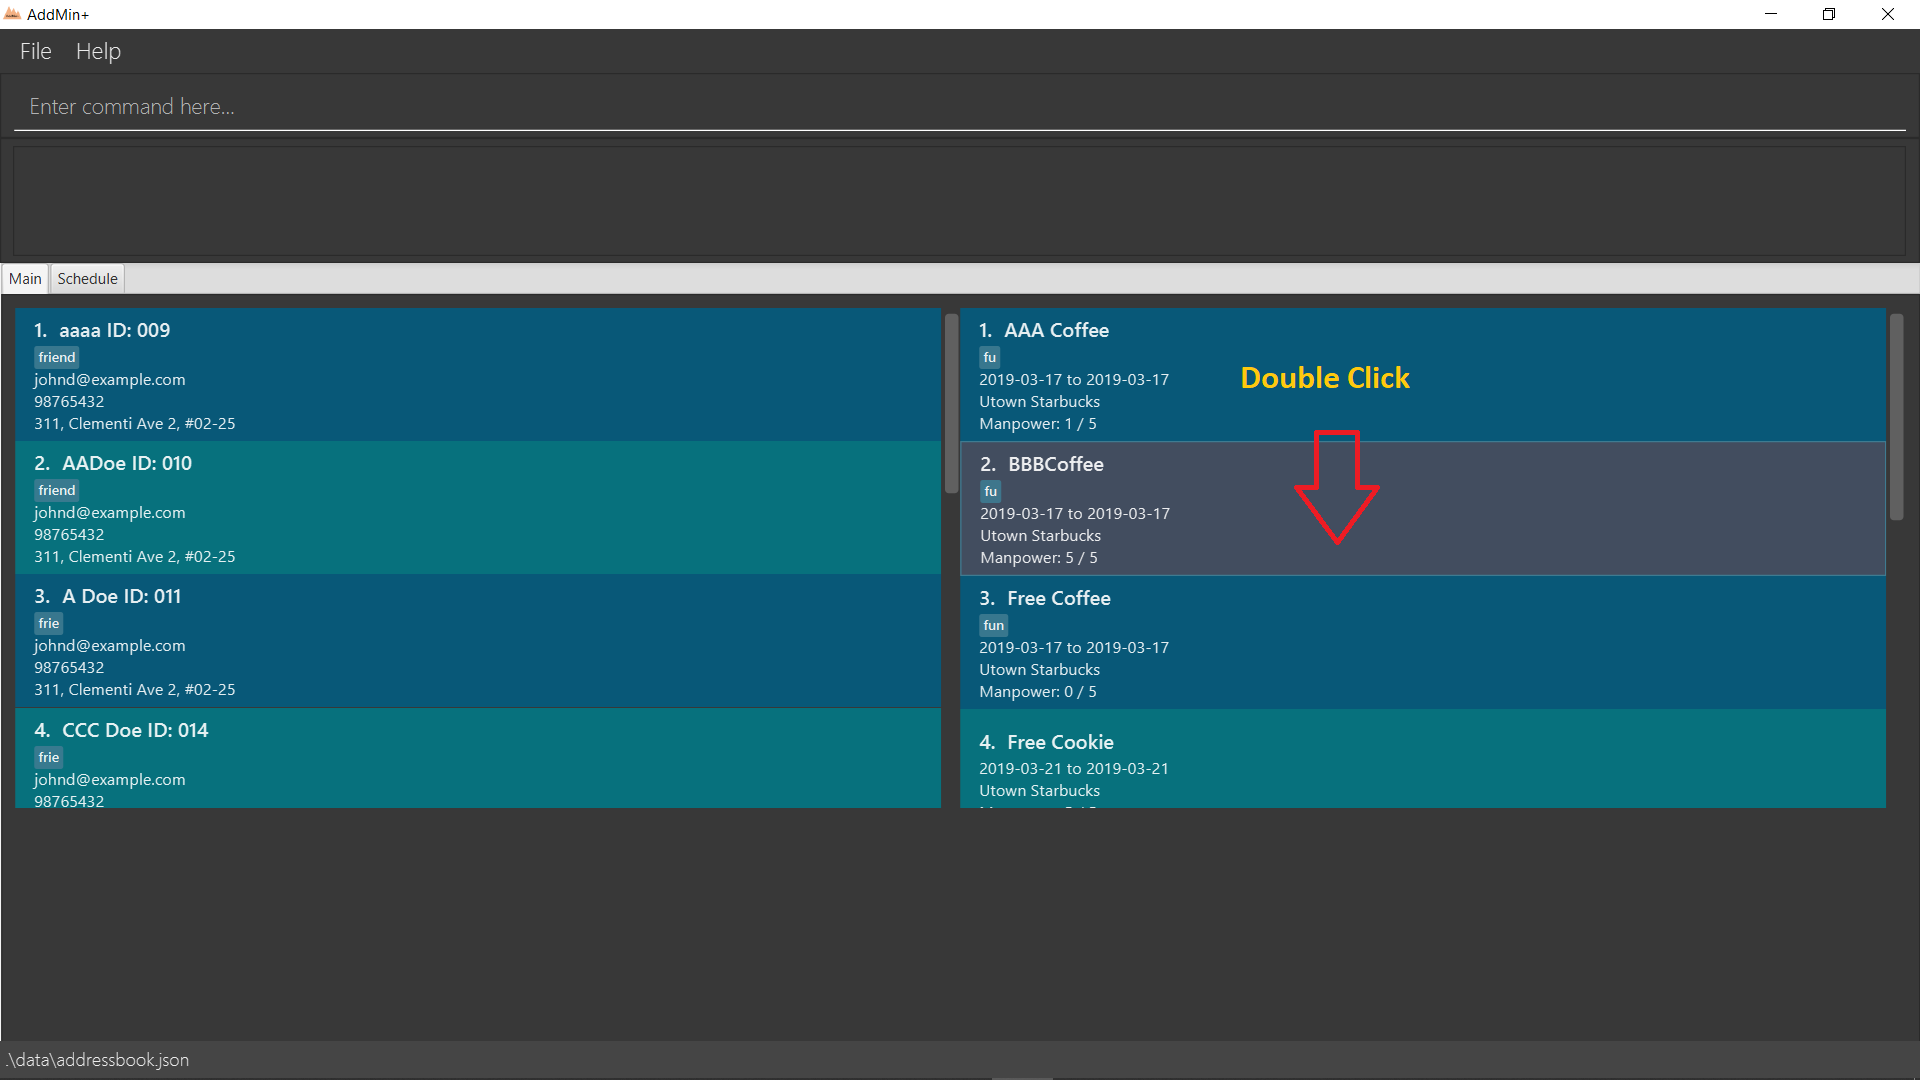 AddMin+
File Help
Enter command here...
Main Schedule
1. aaaa ID: 009
friend
johnd@example.com
98765432
311, Clementi Ave 2, #02-25
2. AADoe ID: 010
friend
johnd@example.com
98765432
311, Clementi Ave 2, #02-25
3. A Doe ID: 011
frie
johnd@example.com
98765432
311, Clementi Ave 2, #02-25
4. CCC Doe ID: 014
frie
johnd@example.com
98765432
1. AAA Coffee
fu
2019-03-17 to 2019-03-17
Utown Starbucks
Manpower: 1 / 5
Double Click
2. BBBCoffee
fu
2019-03-17 to 2019-03-17
Utown Starbucks
Manpower: 5 / 5
3. Free Coffee
fun
2019-03-17 to 2019-03-17
Utown Starbucks
Manpower: 0 / 5
4. Free Cookie
2019-03-21 to 2019-03-21
Utown Starbucks
.\data\addressbook.json